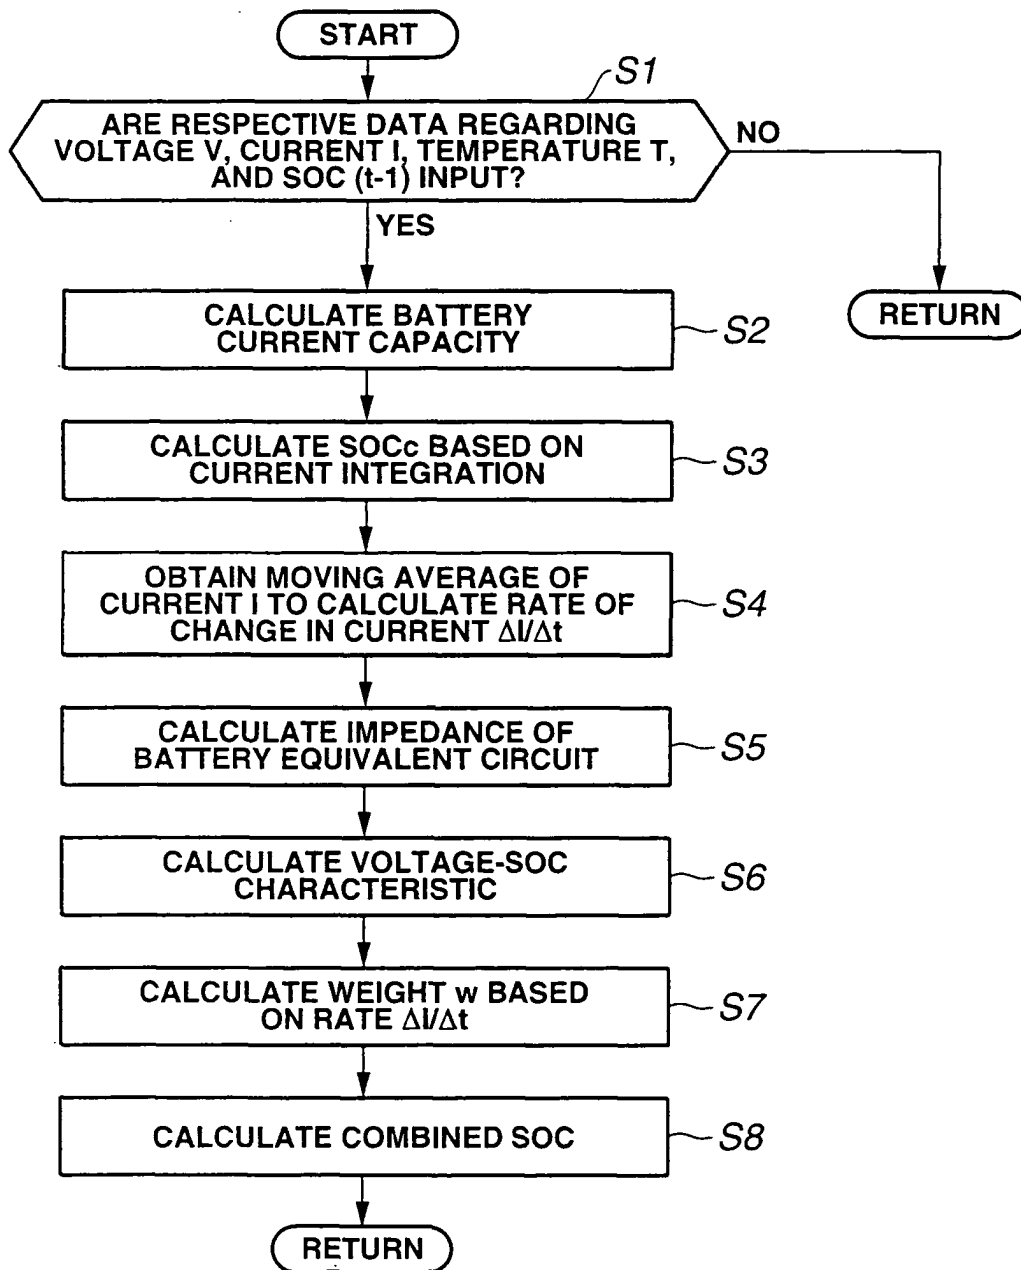 START
S1
ARE RESPECTIVE DATA REGARDING
VOLTAGE V, CURRENT I, TEMPERATURE T,
AND SOC (t-1) INPUT?
NO
YES
RETURN
CALCULATE BATTERY
CURRENT CAPACITY
S2
CALCULATE SOCc BASED ON
CURRENT INTEGRATION
S3
OBTAIN MOVING AVERAGE OF
CURRENT I TO CALCULATE RATE OF
CHANGE IN CURRENT ΔI/Δt
S4
CALCULATE IMPEDANCE OF
BATTERY EQUIVALENT CIRCUIT
S5
CALCULATE VOLTAGE-SOC
CHARACTERISTIC
S6
CALCULATE WEIGHT w BASED
ON RATE ΔI/Δt
S7
CALCULATE COMBINED SOC
S8
RETURN